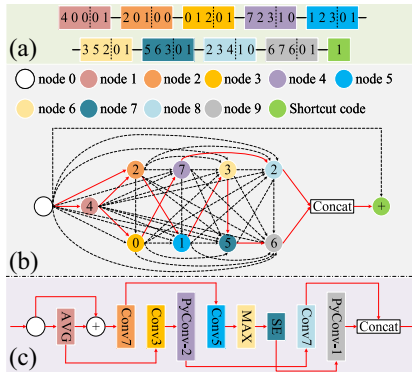 (a)
4 0 0 0 1 – 2 0 1 0 0 – 0 1 2 0 1 – 7 2 3 1 0 – 1 2 3 0 1 –
– 3 5 2 0 1 – 5 6 3 0 1 – 2 3 4 1 0 – 6 7 6 0 1 – 1
node 0 node 1 node 2 node 3 node 4 node 5
node 6 node 7 node 8 node 9 Shortcut code
2 7 3 2
4 Concat +
0 1 5 6
(b)
(c)
AVG + Conv7 Conv3 PyConv-2 Conv5 MAX SE Conv7 PyConv-1 Concat